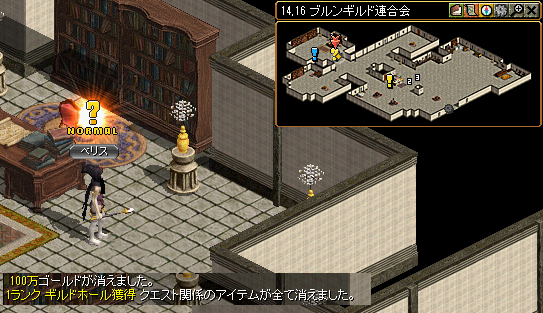 14,16 ブルンギルド連合会
2 3
?
NORMAL
ベリス
100万ゴールドが消えました。
1ランク ギルドホール獲得 クエスト関係のアイテムが全て消えました。